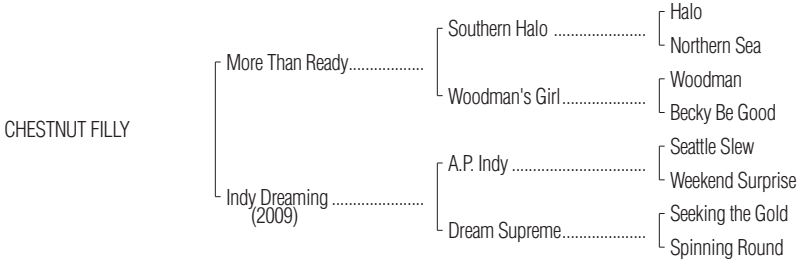 CHESTNUT FILLY
More Than Ready..................
Indy Dreaming ......................
(2009)
Southern Halo ......................
Woodman's Girl....................
A.P. Indy ...............................
Dream Supreme....................
Halo
Northern Sea
Woodman
Becky Be Good
Seattle Slew
Weekend Surprise
Seeking the Gold
Spinning Round